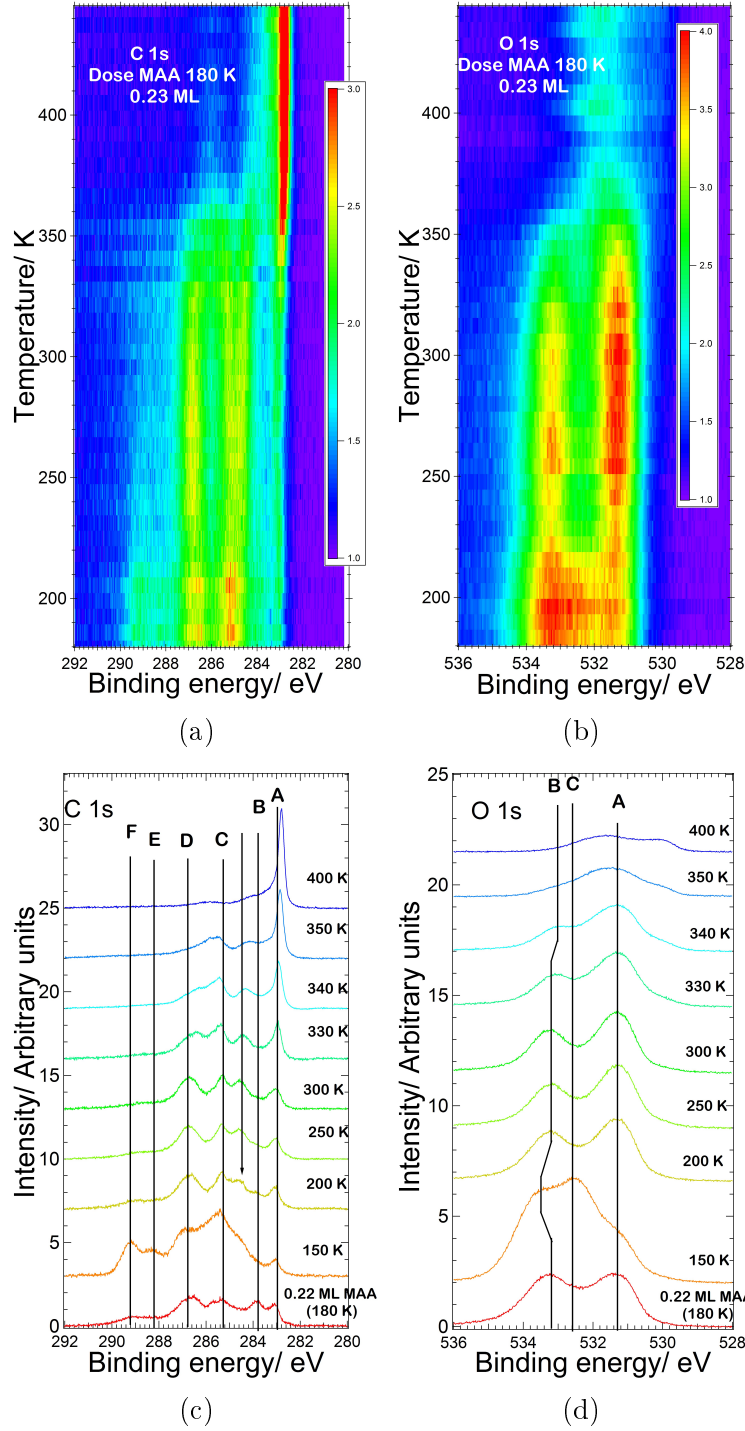 C 1s
Dose MAA 180 K
0.23 ML
3.0
2.5
2.0
1.5
1.0
400
350
300
250
200
Temperature/ K
292 290 288 286 284 282 280
Binding energy/ eV
(a)
O 1s
Dose MAA 180 K
0.23 ML
4.0
3.5
3.0
2.5
2.0
1.5
1.0
400
350
300
250
200
Temperature/ K
536 534 532 530 528
Binding energy/ eV
(b)
C 1s
F E D C B A
30
25
20
15
10
5
0
Intensity/ Arbitrary units
400 K
350 K
340 K
330 K
300 K
250 K
200 K
150 K
0.22 ML MAA
(180 K)
292 290 288 286 284 282 280
Binding energy/ eV
(c)
O 1s
B C A
25
20
15
10
5
0
Intensity/ Arbitrary units
400 K
350 K
340 K
330 K
300 K
250 K
200 K
150 K
0.22 ML MAA
(180 K)
536 534 532 530 528
Binding energy/ eV
(d)